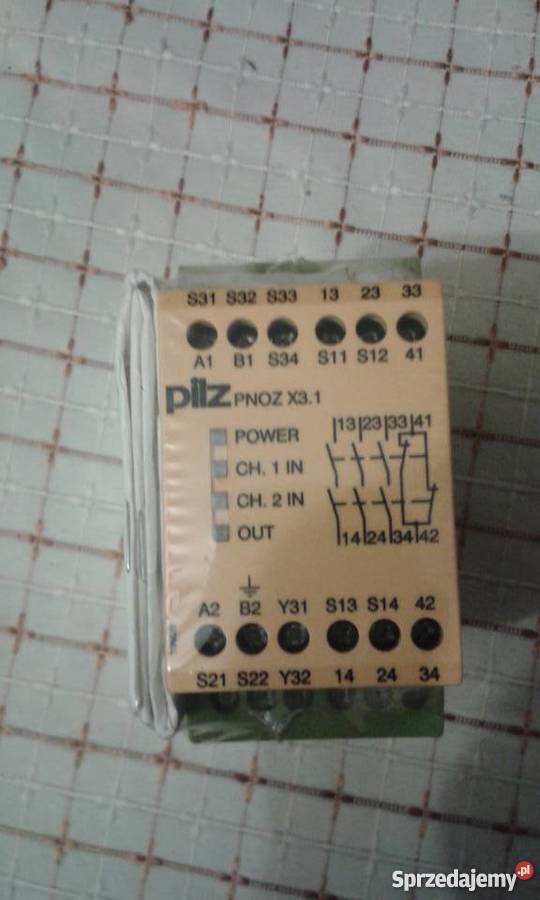 S31 S32 S33 13 23 33
A1 B1 S34 S11 S12 41
pilz PNOZ X3.1
13 23 33 41
POWER
CH. 1 IN
CH. 2 IN
OUT
14 24 34 42
A2 B2 Y31 S13 S14 42
S21 S22 Y32 14 24 34
Sprzedajemy.pl